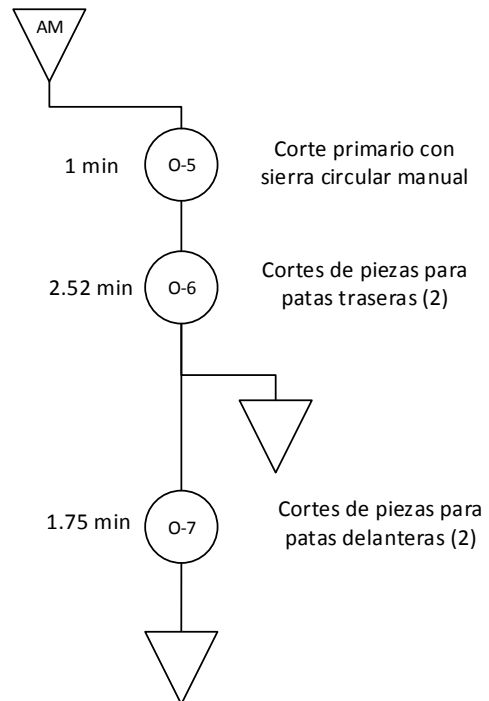 AM
1 min
O-5
Corte primario con
sierra circular manual
2.52 min
O-6
Cortes de piezas para
patas traseras (2)
1.75 min
O-7
Cortes de piezas para
patas delanteras (2)